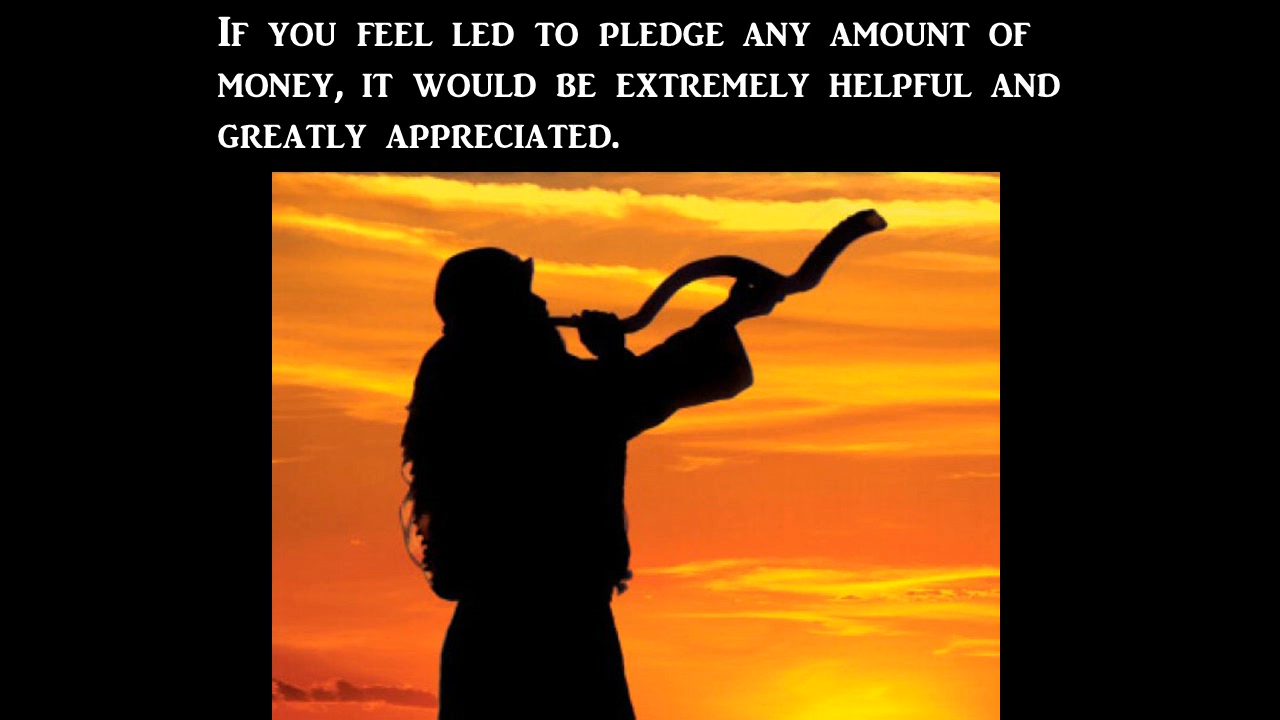 If you feel led to pledge any amount of
money, it would be extremely helpful and
greatly appreciated.